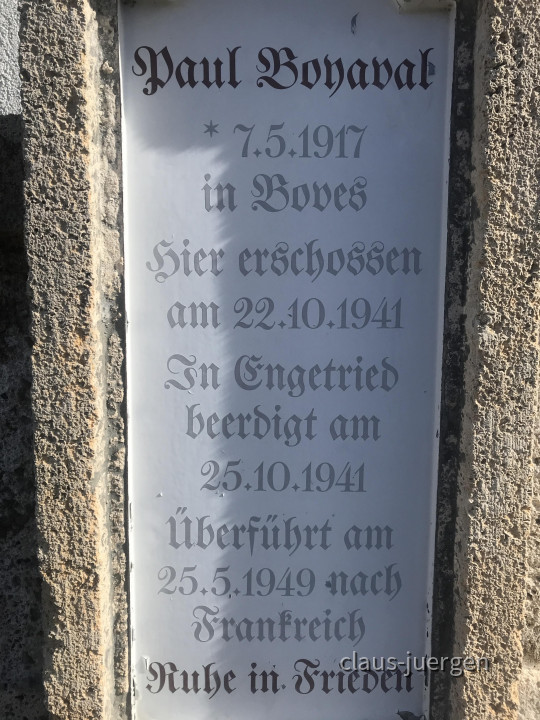 Paul Boyaval
* 7.5.1917
in Boves
Hier erschossen
am 22.10.1941
In Engetried
beerdigt am
25.10.1941
Überführt am
25.5.1949 nach
Frankreich
Ruhe in Frieden
claus-juergen